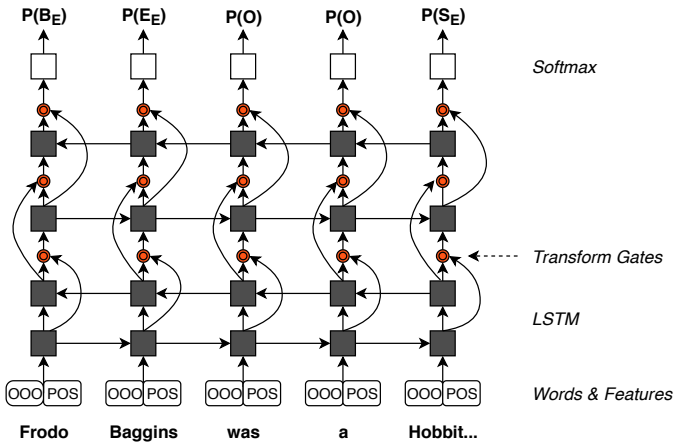 P(B_E) P(E_E) P(O) P(O) P(S_E)
Softmax
Transform Gates
LSTM
OOO POS OOO POS OOO POS OOO POS OOO POS Words & Features
Frodo Baggins was a Hobbit...